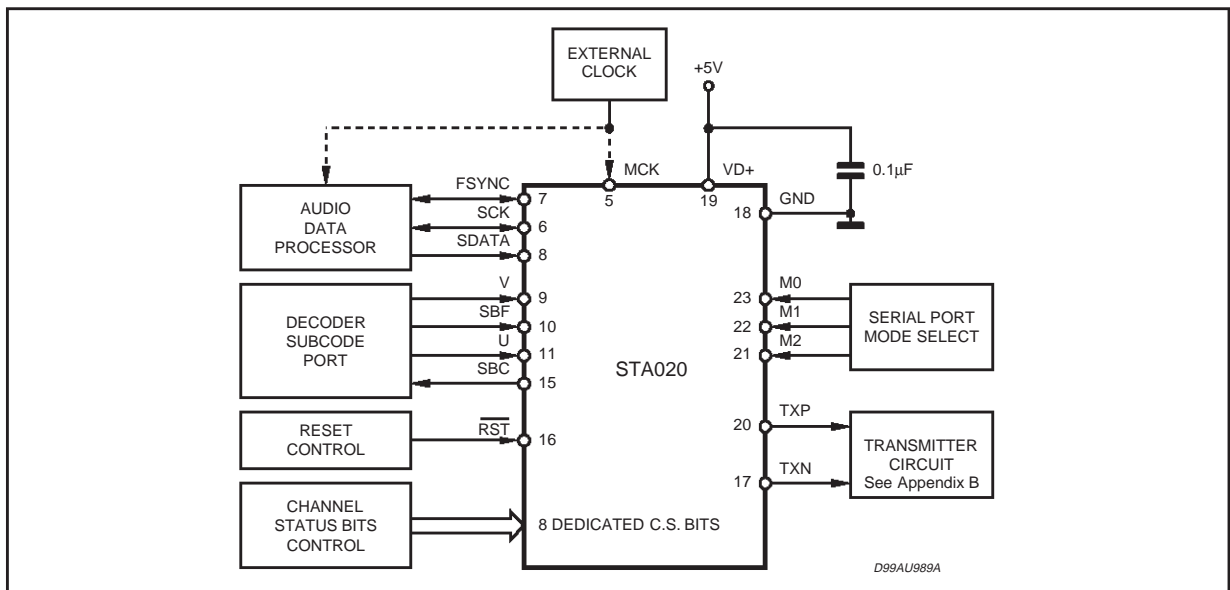 EXTERNAL
CLOCK
+5V
MCK
VD+
5
19
0.1μF
GND
18
AUDIO
DATA
PROCESSOR
FSYNC
7
SCK
6
SDATA
8
DECODER
SUBCODE
PORT
V
9
SBF
10
U
11
SBC
15
STA020
23
M0
22
M1
21
M2
SERIAL PORT
MODE SELECT
RESET
CONTROL
RST
16
20
TXP
17
TXN
TRANSMITTER
CIRCUIT
See Appendix B
CHANNEL
STATUS BITS
CONTROL
8 DEDICATED C.S. BITS
D99AU989A